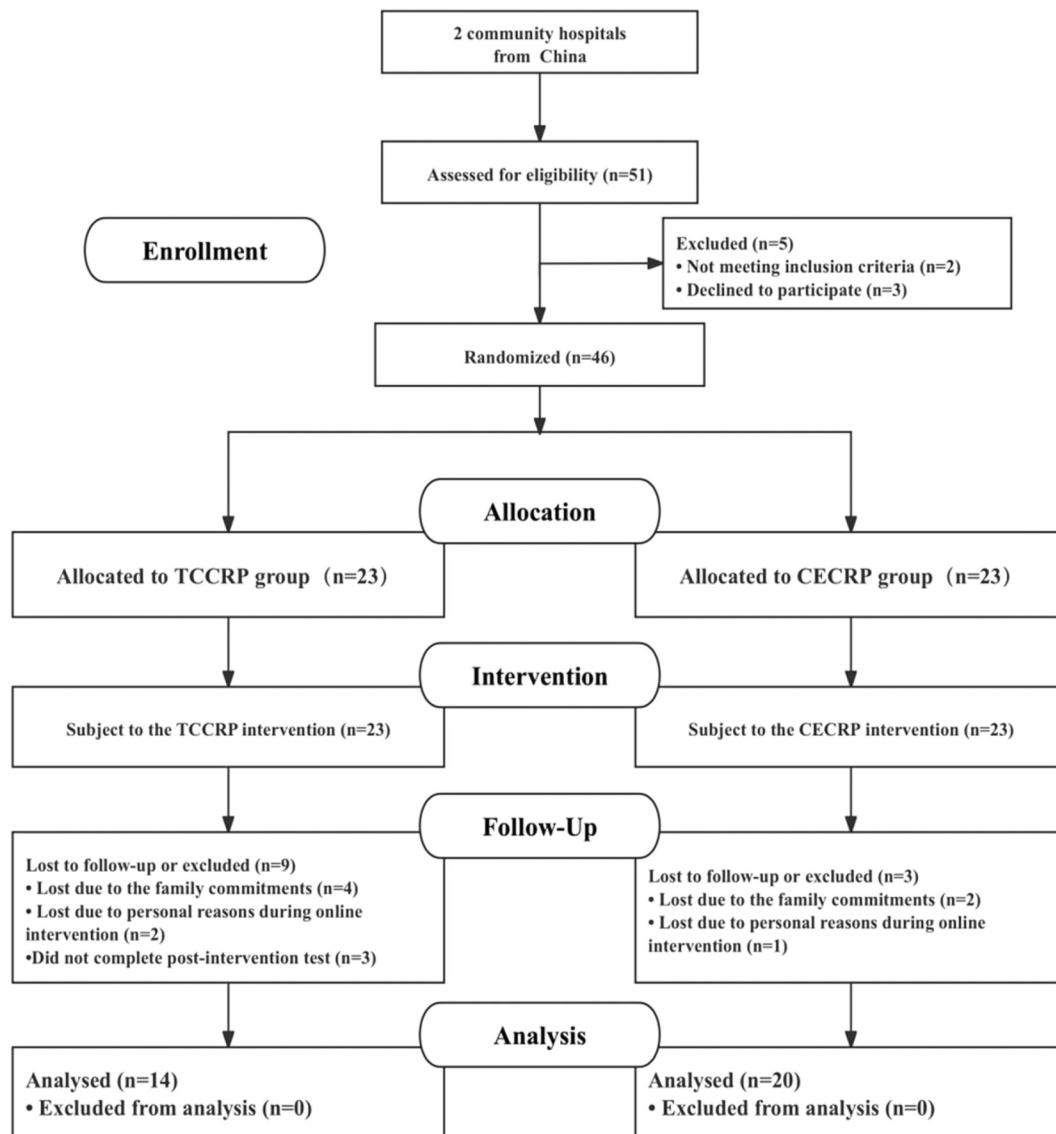 2 community hospitals
from China
Assessed for eligibility (n=51)
Enrollment
Excluded (n=5)
• Not meeting inclusion criteria (n=2)
• Declined to participate (n=3)
Randomized (n=46)
Allocation
Allocated to TCCRP group（n=23）
Allocated to CECRP group（n=23）
Intervention
Subject to the TCCRP intervention (n=23)
Subject to the CECRP intervention (n=23)
Follow-Up
Lost to follow-up or excluded (n=9)
• Lost due to the family commitments (n=4)
• Lost due to personal reasons during online
intervention (n=2)
•Did not complete post-intervention test (n=3)
Lost to follow-up or excluded (n=3)
• Lost due to the family commitments (n=2)
• Lost due to personal reasons during online
intervention (n=1)
Analysis
Analysed (n=14)
• Excluded from analysis (n=0)
Analysed (n=20)
• Excluded from analysis (n=0)